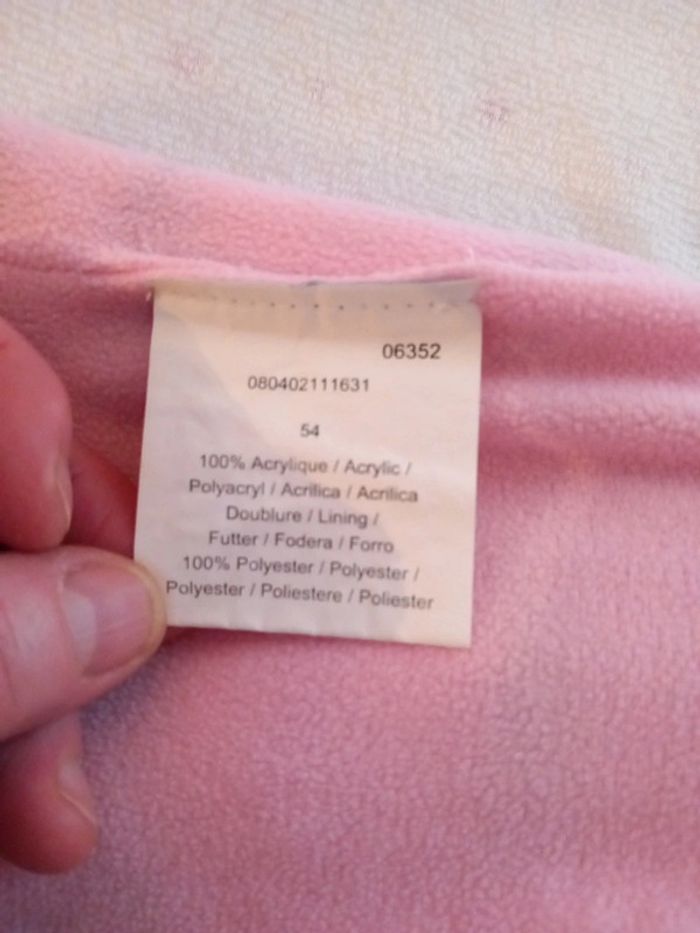 06352
080402111631
54
100% Acrylique / Acrylic /
Polyacryl / Acrilica / Acrilica
Doublure / Lining /
Futter / Fodera / Forro
100% Polyester / Polyester /
Polyester / Poliestere / Poliester